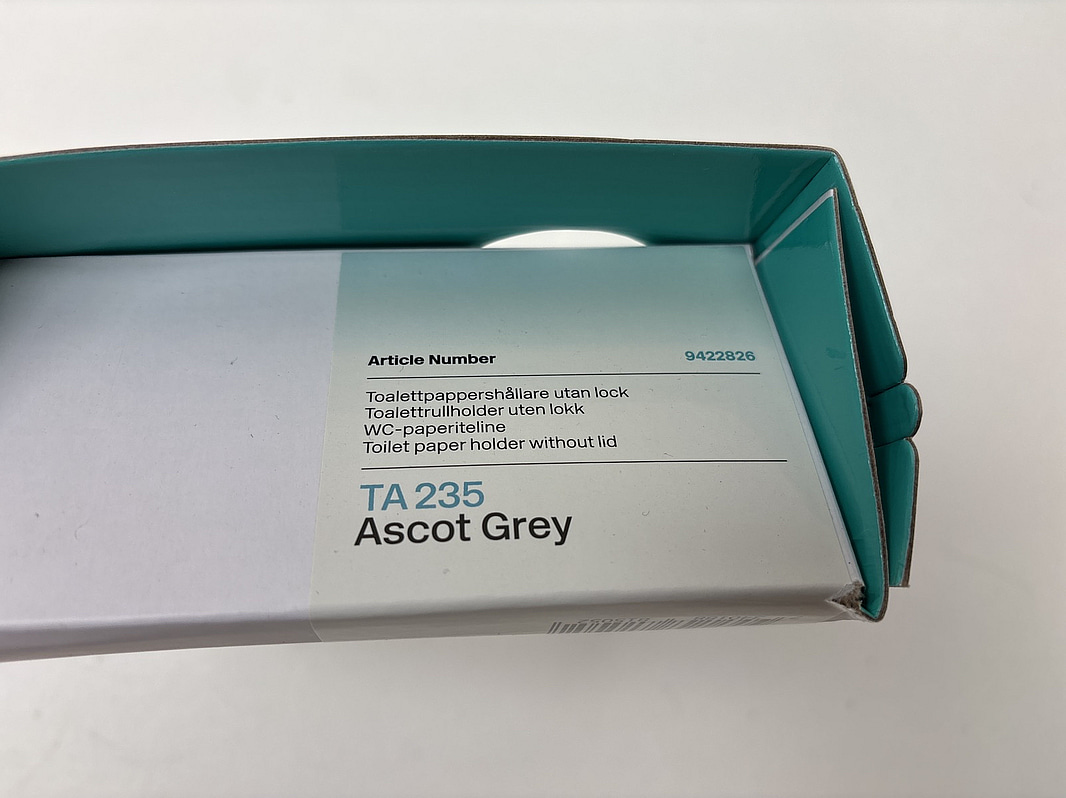 Article Number 9422826
Toalettpappershållare utan lock
Toalettrullholder uten lokk
WC-paperiteline
Toilet paper holder without lid
TA 235
Ascot Grey